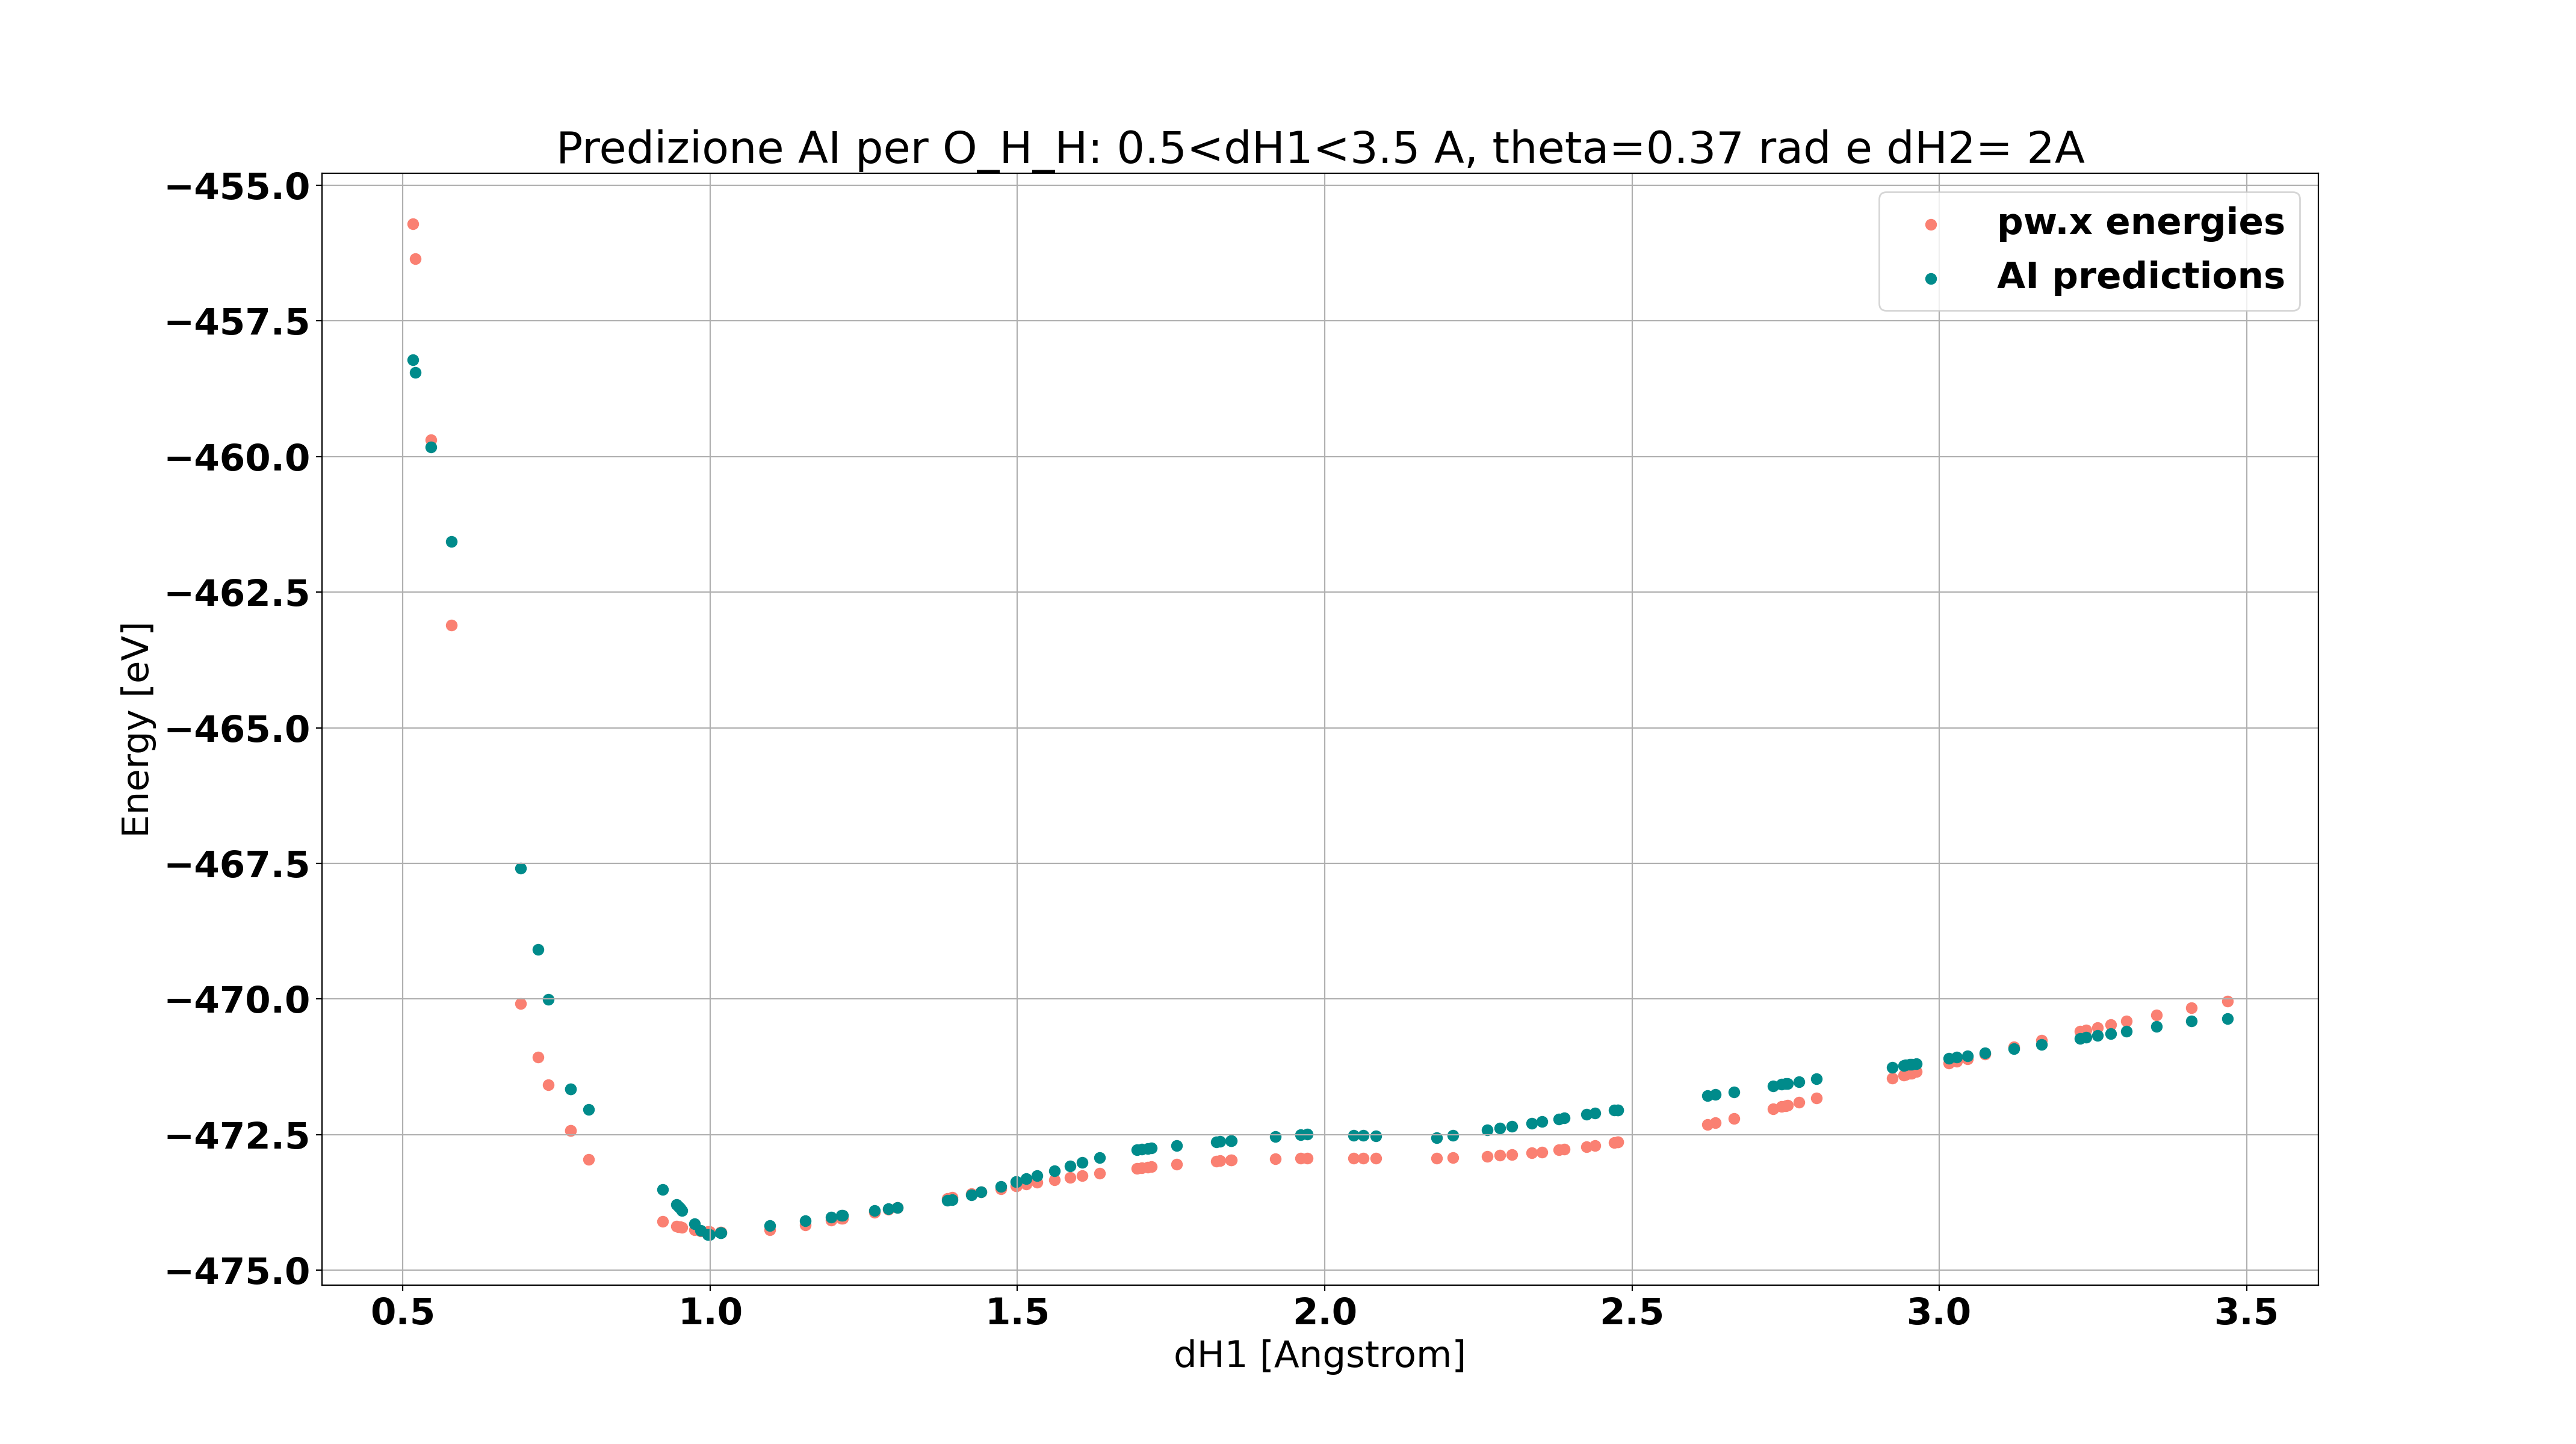 Predizione AI per O_H_H: 0.5<dH1<3.5 A, theta=0.37 rad e dH2= 2A
pw.x energies
AI predictions
Energy [eV]
−455.0
−457.5
−460.0
−462.5
−465.0
−467.5
−470.0
−472.5
−475.0
0.5 1.0 1.5 2.0 2.5 3.0 3.5
dH1 [Angstrom]